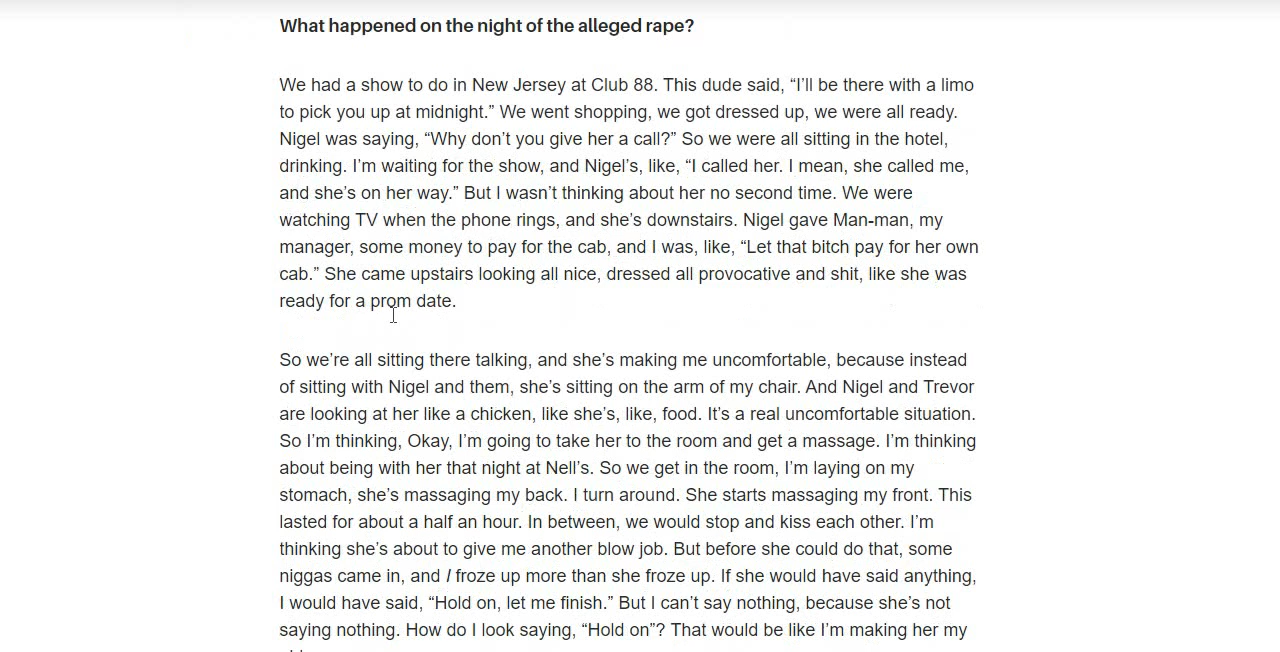 What happened on the night of the alleged rape?
We had a show to do in New Jersey at Club 88. This dude said, “I’ll be there with a limo
to pick you up at midnight.” We went shopping, we got dressed up, we were all ready.
Nigel was saying, “Why don’t you give her a call?” So we were all sitting in the hotel,
drinking. I’m waiting for the show, and Nigel’s, like, “I called her. I mean, she called me,
and she’s on her way.” But I wasn’t thinking about her no second time. We were
watching TV when the phone rings, and she’s downstairs. Nigel gave Man-man, my
manager, some money to pay for the cab, and I was, like, “Let that bitch pay for her own
cab.” She came upstairs looking all nice, dressed all provocative and shit, like she was
ready for a prom date.
So we’re all sitting there talking, and she’s making me uncomfortable, because instead
of sitting with Nigel and them, she’s sitting on the arm of my chair. And Nigel and Trevor
are looking at her like a chicken, like she’s, like, food. It’s a real uncomfortable situation.
So I’m thinking, Okay, I’m going to take her to the room and get a massage. I’m thinking
about being with her that night at Nell’s. So we get in the room, I’m laying on my
stomach, she’s massaging my back. I turn around. She starts massaging my front. This
lasted for about a half an hour. In between, we would stop and kiss each other. I’m
thinking she’s about to give me another blow job. But before she could do that, some
niggas came in, and I froze up more than she froze up. If she would have said anything,
I would have said, “Hold on, let me finish.” But I can’t say nothing, because she’s not
saying nothing. How do I look saying, “Hold on”? That would be like I’m making her my